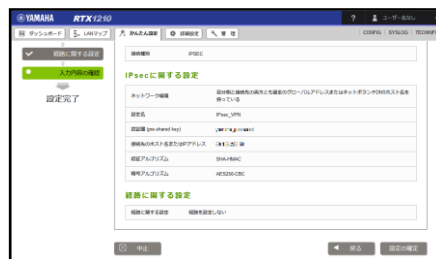 YAMAHA RTX1210
? ユーザー名なし
ダッシュボード LANマップ かんたん設定 詳細設定 管理 CONFIG SYSLOG TECHINFO
経路に関する設定
入力内容の確認
設定完了
接続種別 IPSEC
IPsecに関する設定
ネットワーク環境 自分側と接続先の両方とも固定のグローバルアドレスまたはネットボランチDNSホスト名を持っている
設定名 IPsec_VPN
認証鍵 (pre-shared key)
接続先のホスト名またはIPアドレス
認証アルゴリズム SHA-HMAC
暗号アルゴリズム AES256-CBC
経路に関する設定
経路に関する設定 経路を設定しない
中止 戻る 設定の確定